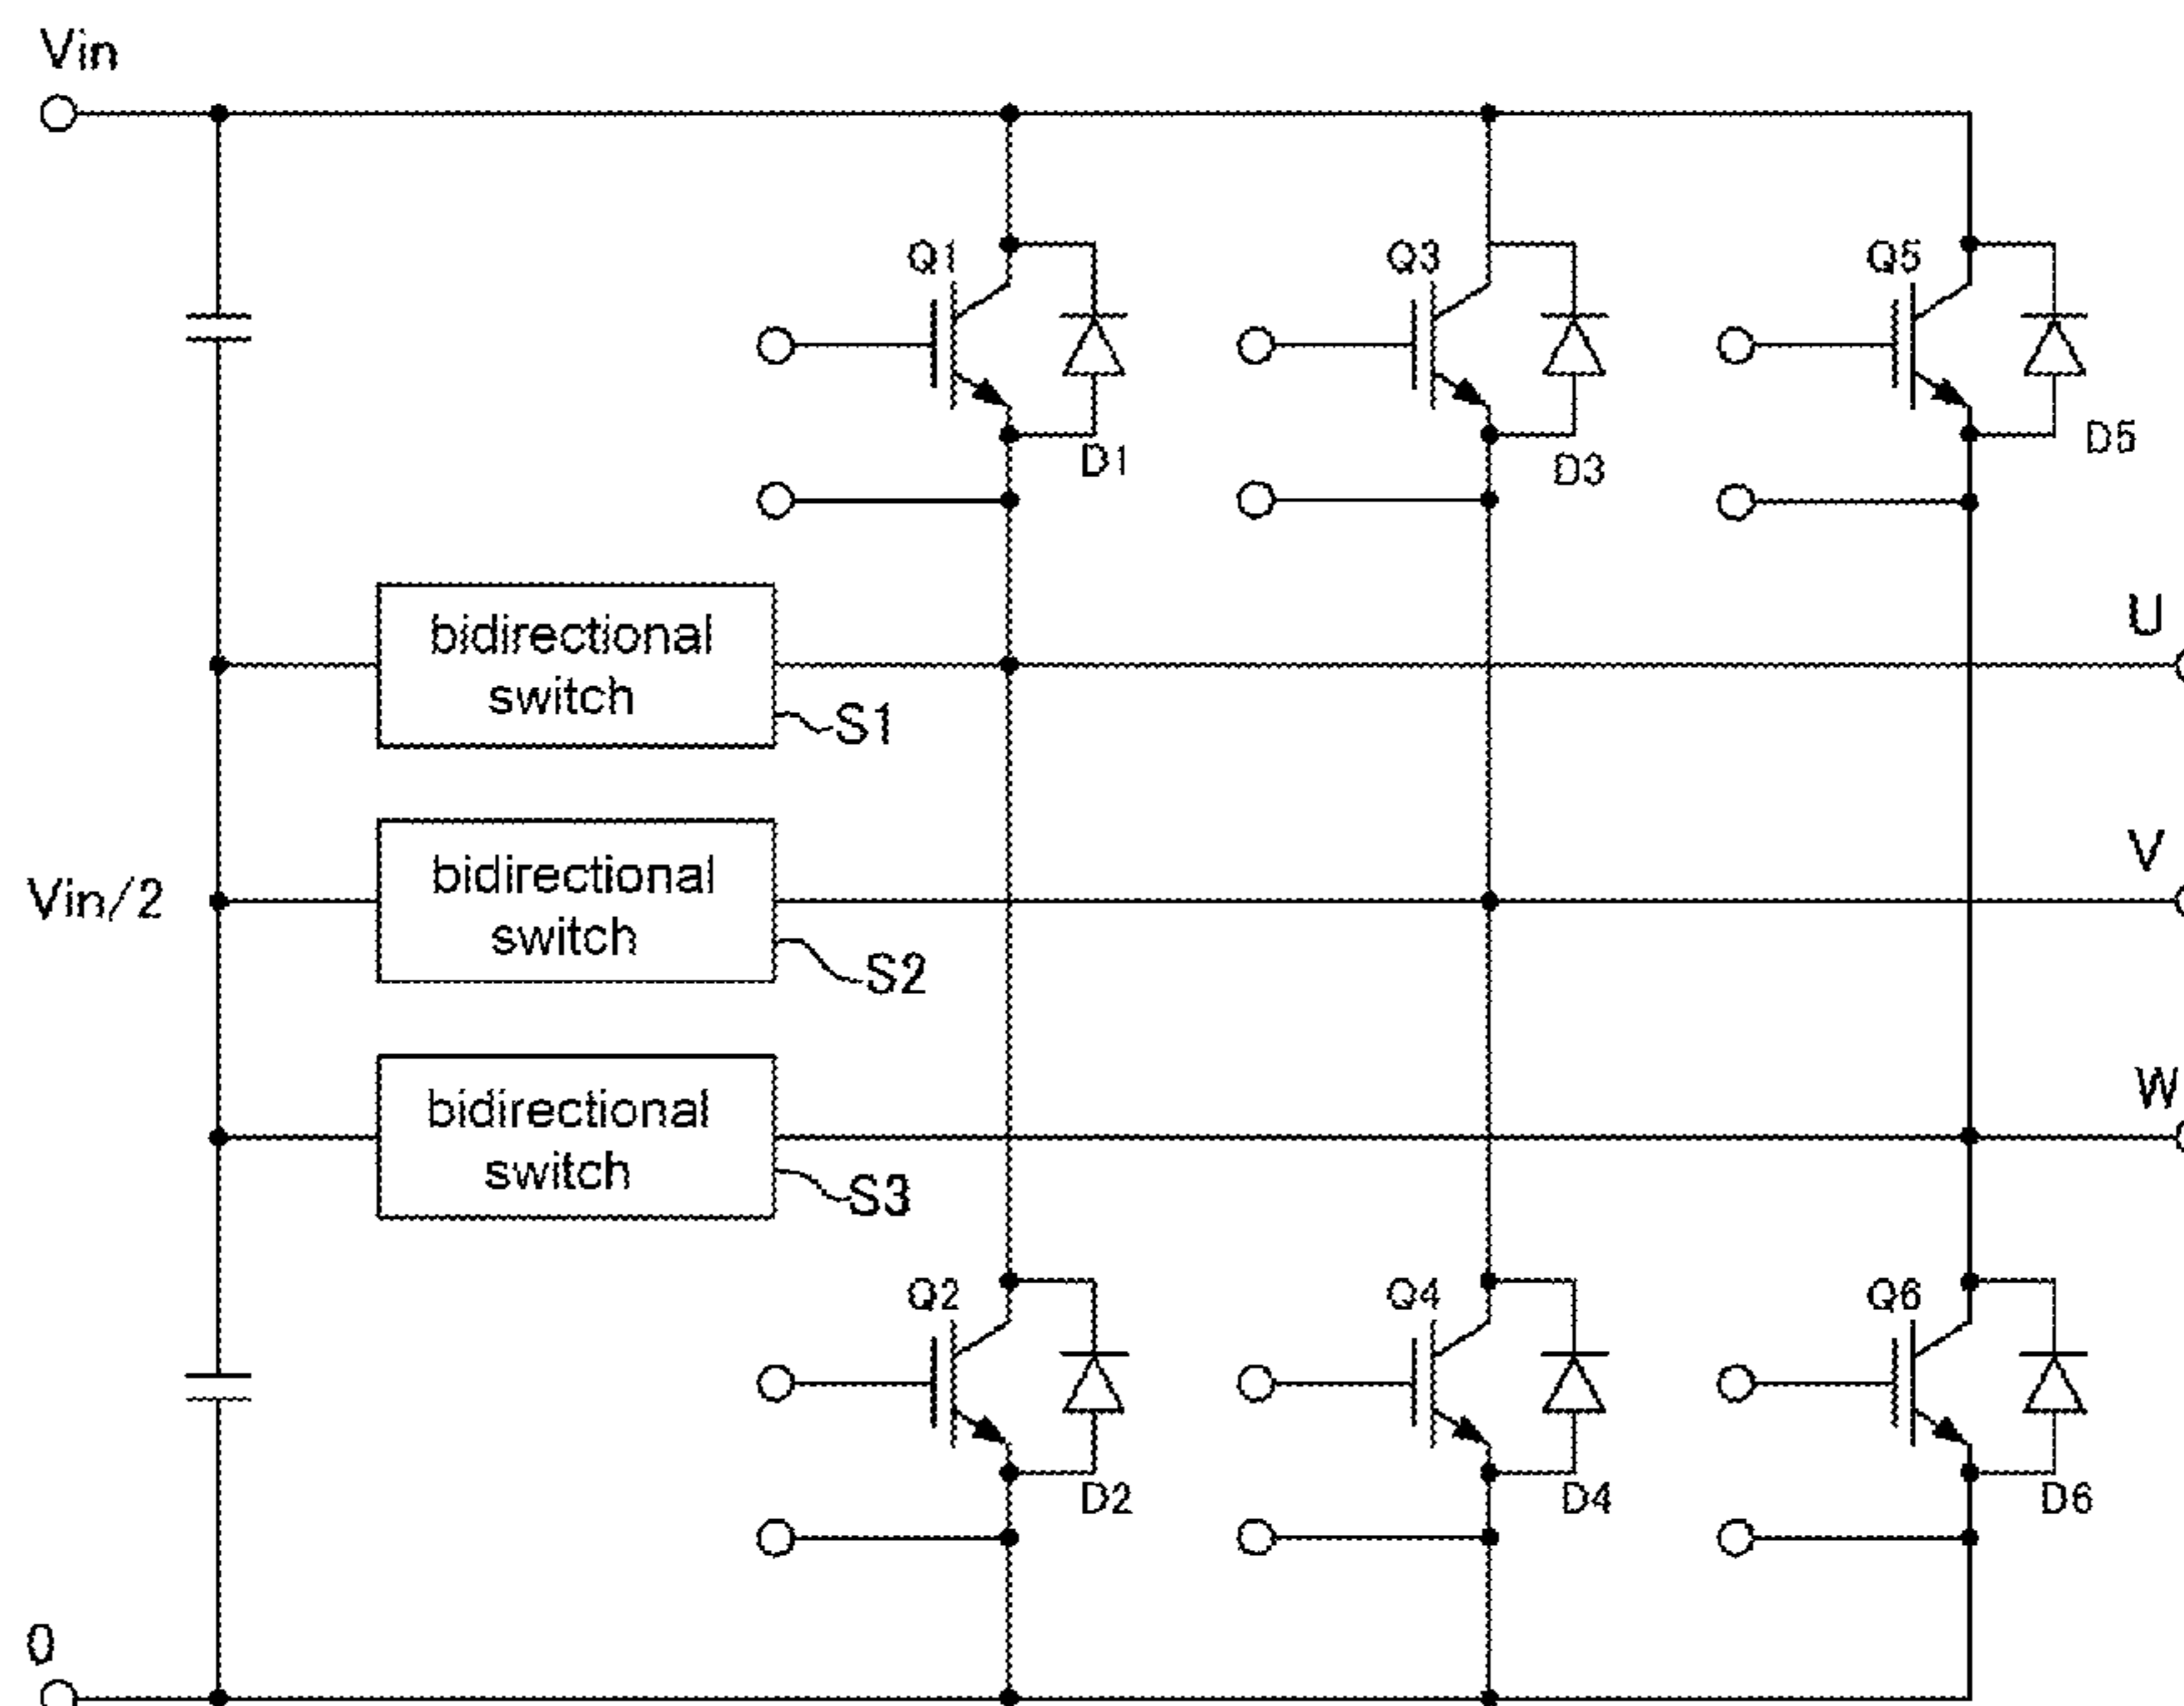 Vin
Q1
Q3
Q5
D1
D3
D5
bidirectional
switch
S1
U
bidirectional
switch
S2
Vin/2
V
bidirectional
switch
S3
W
Q2
Q4
Q6
D2
D4
D6
0